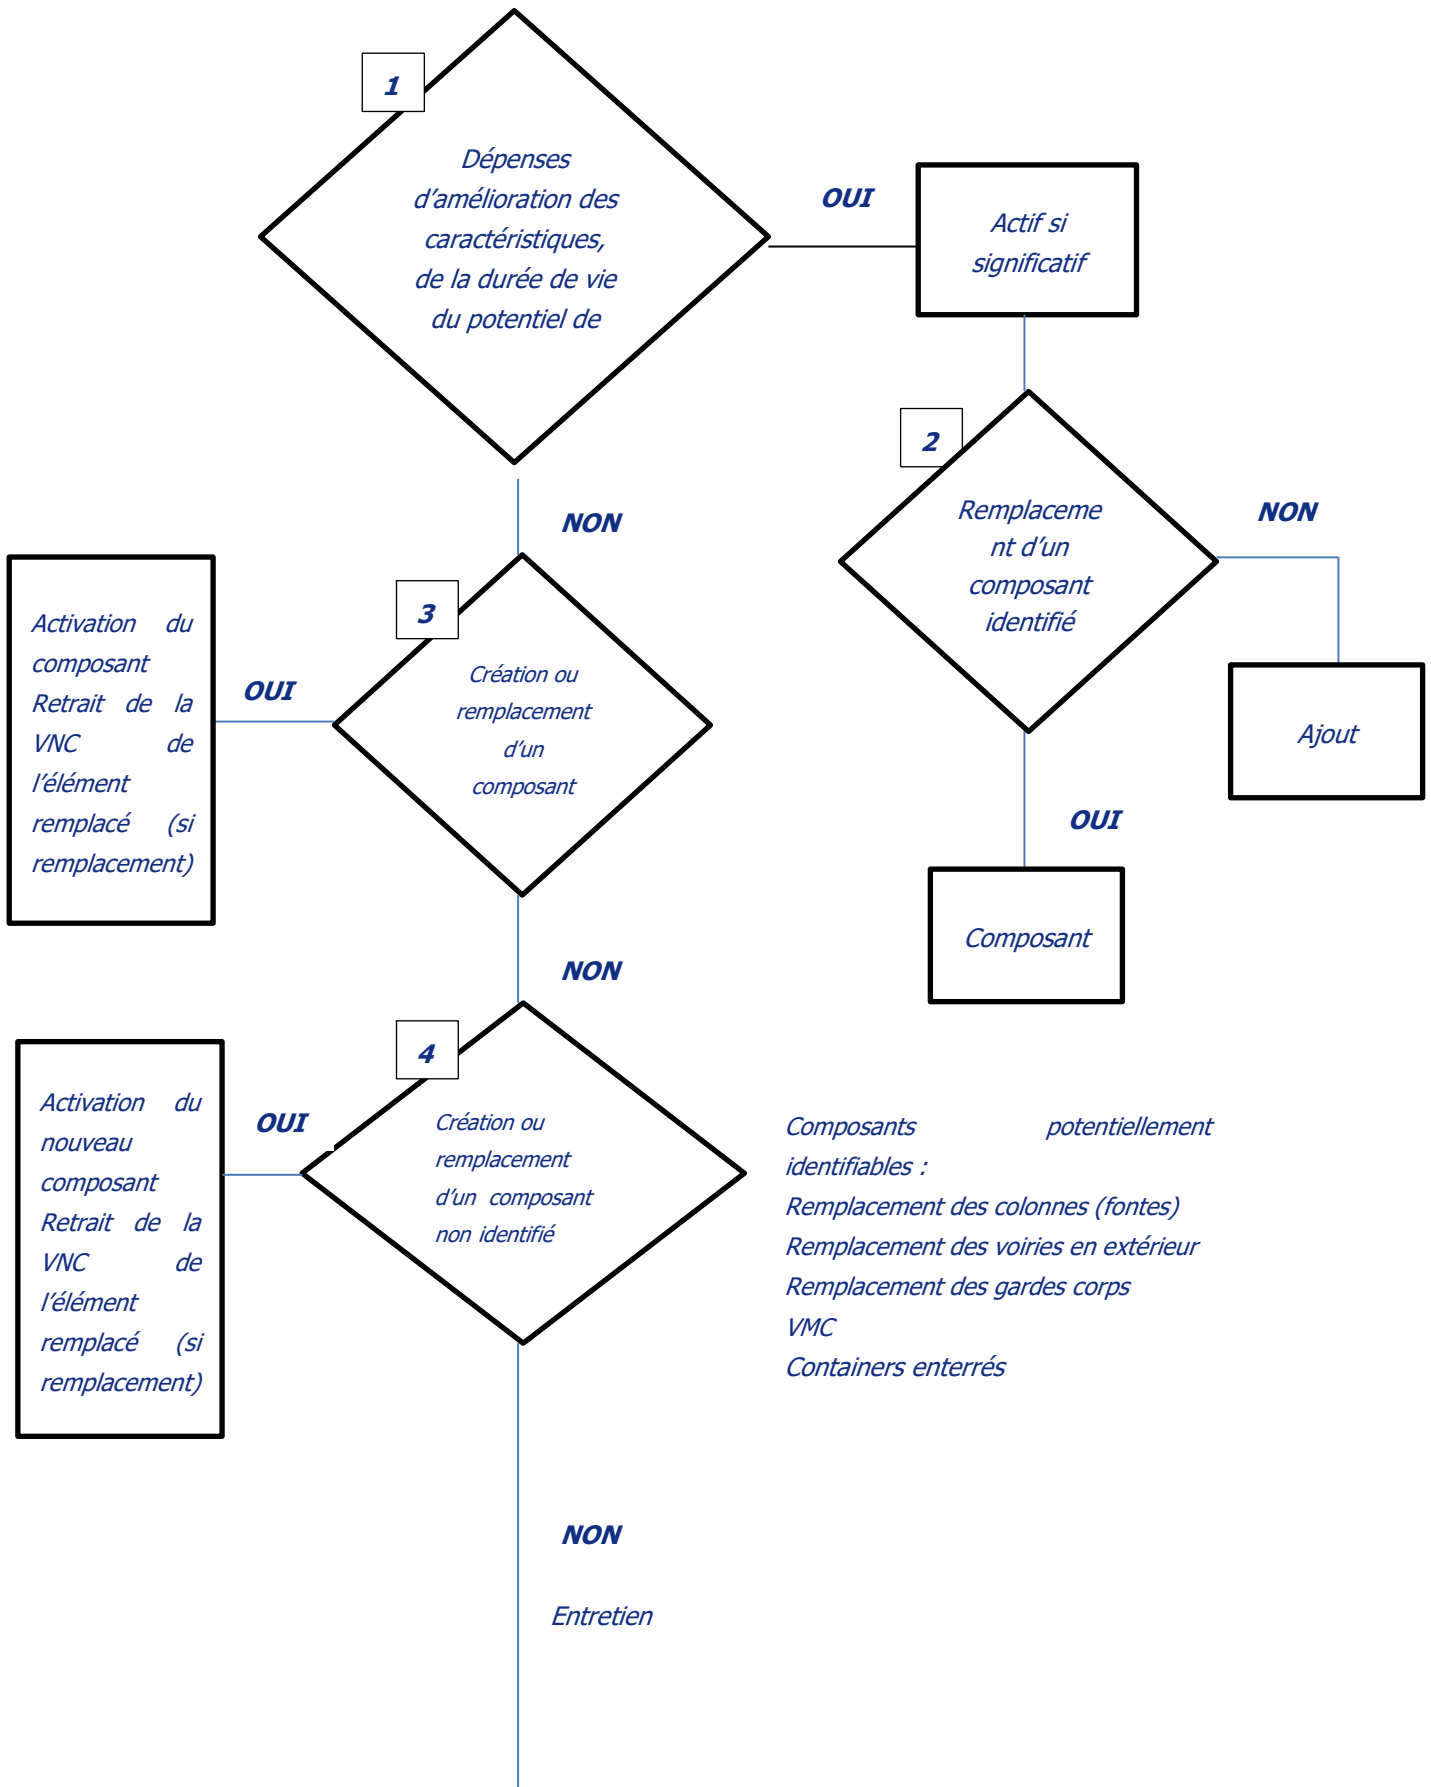 1
Dépenses
d’amélioration des
caractéristiques,
de la durée de vie
du potentiel de
OUI
Actif si
significatif
2
Remplaceme
nt d’un
composant
identifié
NON
Ajout
OUI
Composant
NON
3
Création ou
remplacement
d’un
composant
OUI
Activation du
composant
Retrait de la
VNC de
l’élémént
remplacé (si
remplacement)
NON
4
Création ou
remplacement
d’un composant
non identifié
OUI
Activation du
nouveau
composant
Retrait de la
VNC de
l’élémént
remplacé (si
remplacement)
Composants potentiellement
identifiables :
Remplacement des colonnes (fontes)
Remplacement des voiries en extérieur
Remplacement des gardes corps
VMC
Containers enterrés
NON
Entretien